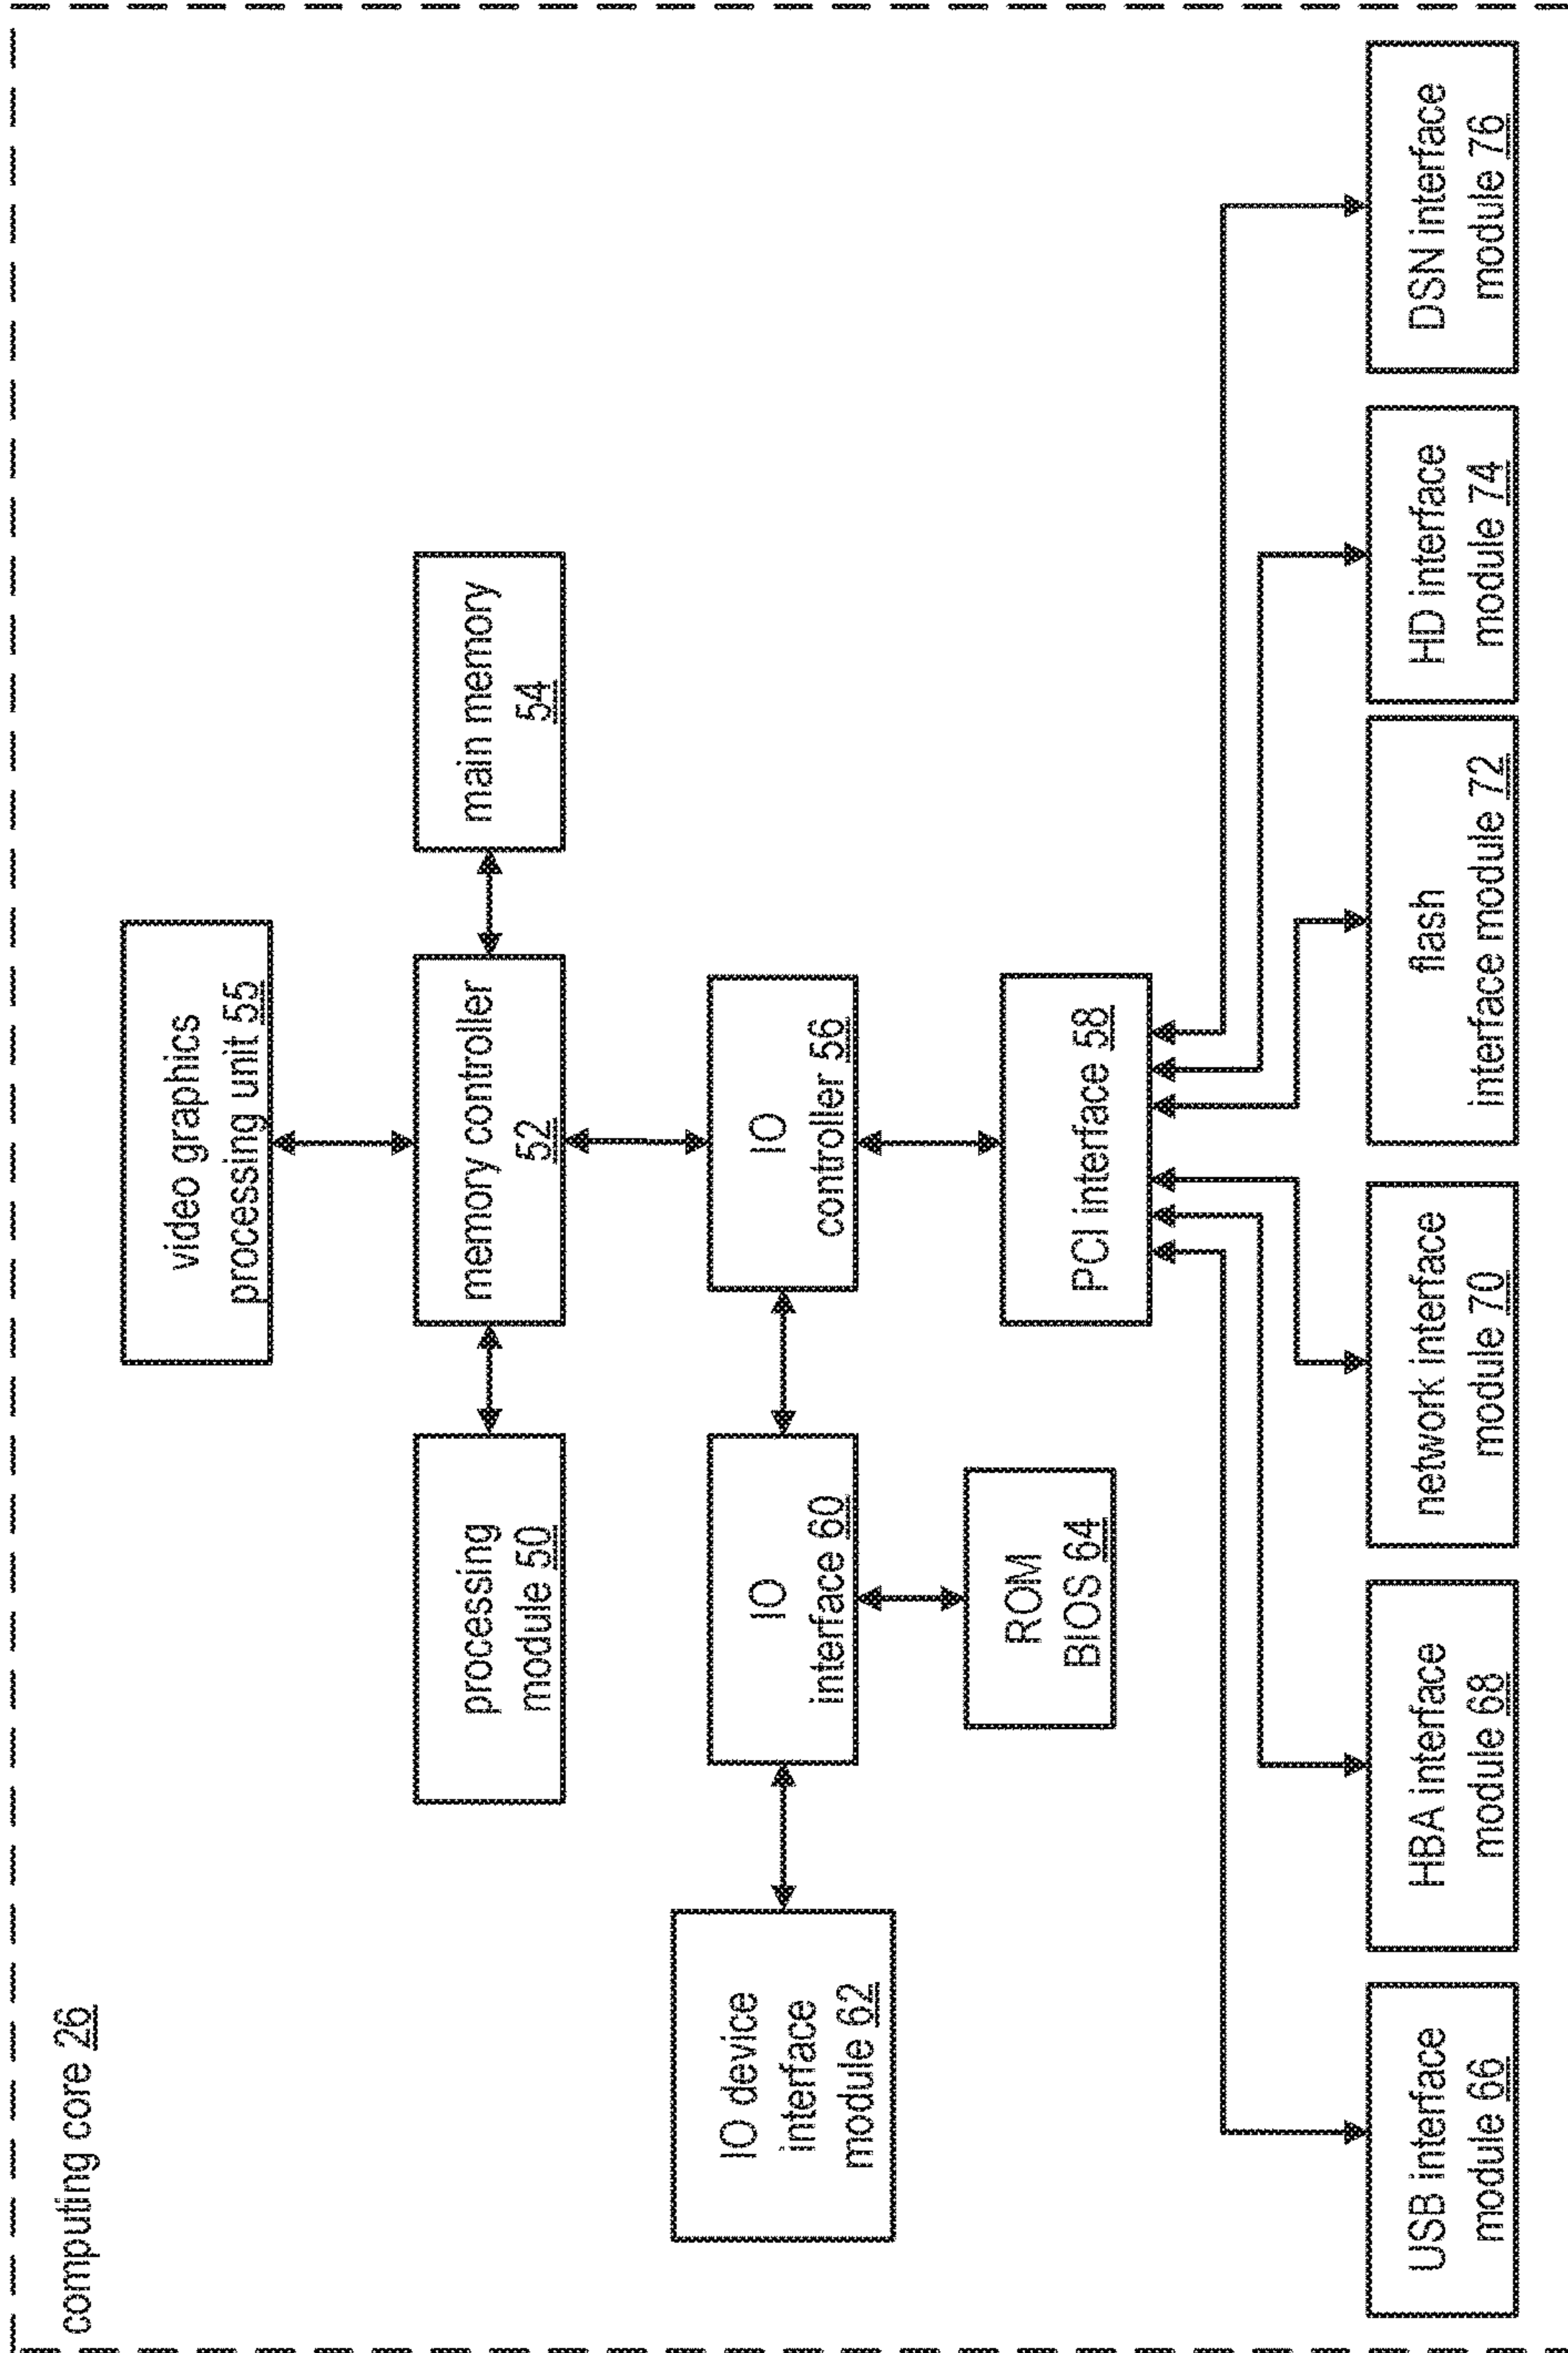 computing core 26
video graphics
processing unit 55
processing
module 50
memory controller
52
main memory
54
IO device
interface
module 62
IO
interface 60
IO
controller 56
ROM
BIOS 64
PCI interface 58
USB interface
module 66
HBA interface
module 68
network interface
module 70
flash
interface module 72
HD interface
module 74
DSN interface
module 76